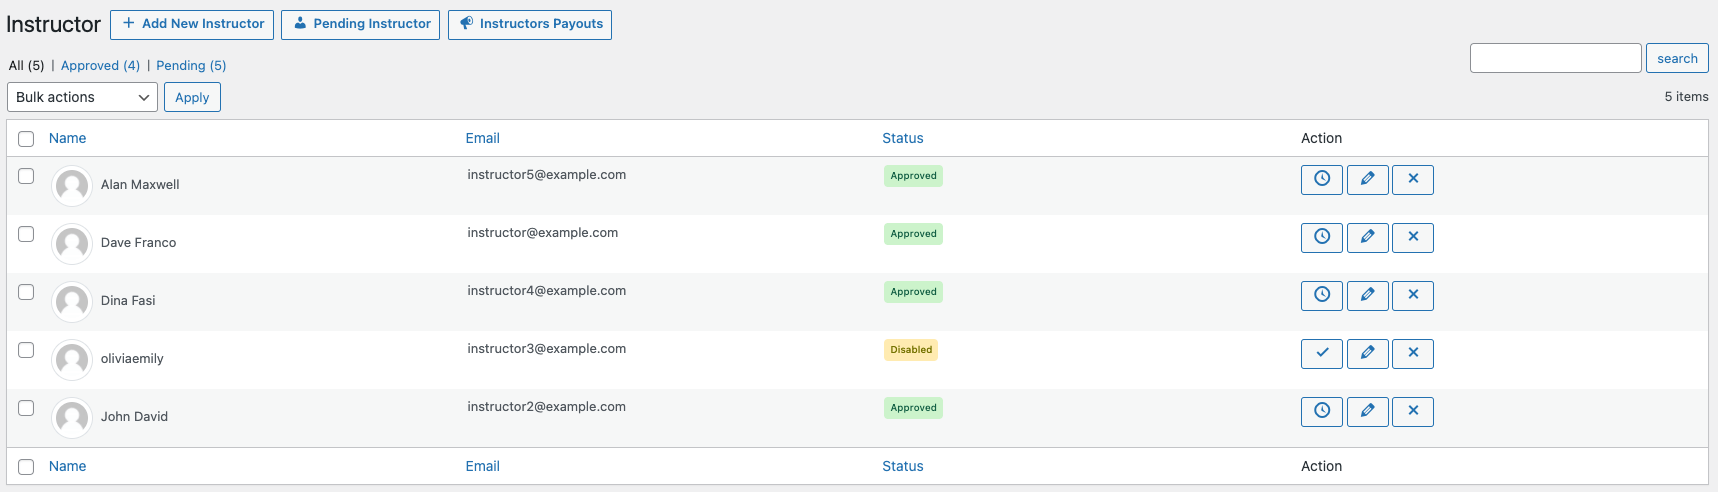 Instructor + Add New Instructor Pending Instructor Instructors Payouts
All (5) | Approved (4) | Pending (5)
search
Bulk actions Apply
5 items
Name Email Status Action
Alan Maxwell instructor5@example.com Approved
Dave Franco instructor@example.com Approved
Dina Fasi instructor4@example.com Approved
oliviaemily instructor3@example.com Disabled
John David instructor2@example.com Approved
Name Email Status Action